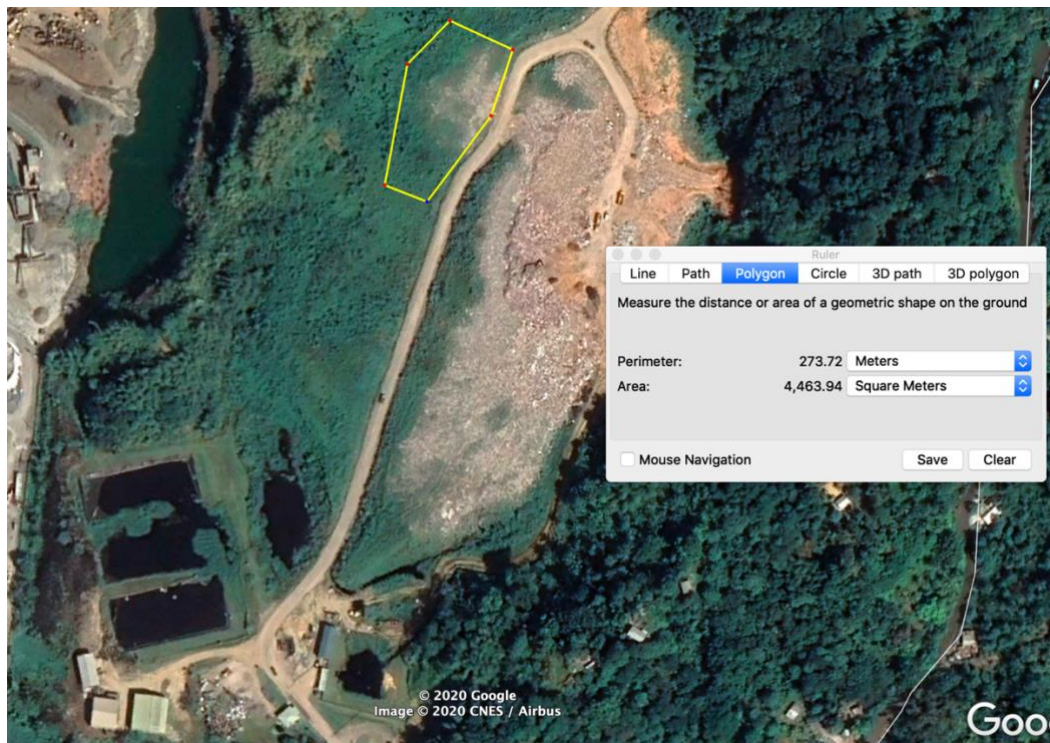 Ruler
Line Path Polygon Circle 3D path 3D polygon
Measure the distance or area of a geometric shape on the ground
Perimeter: 273.72 Meters
Area: 4,463.94 Square Meters
Mouse Navigation Save Clear
© 2020 Google
Image © 2020 CNES / Airbus
Goo